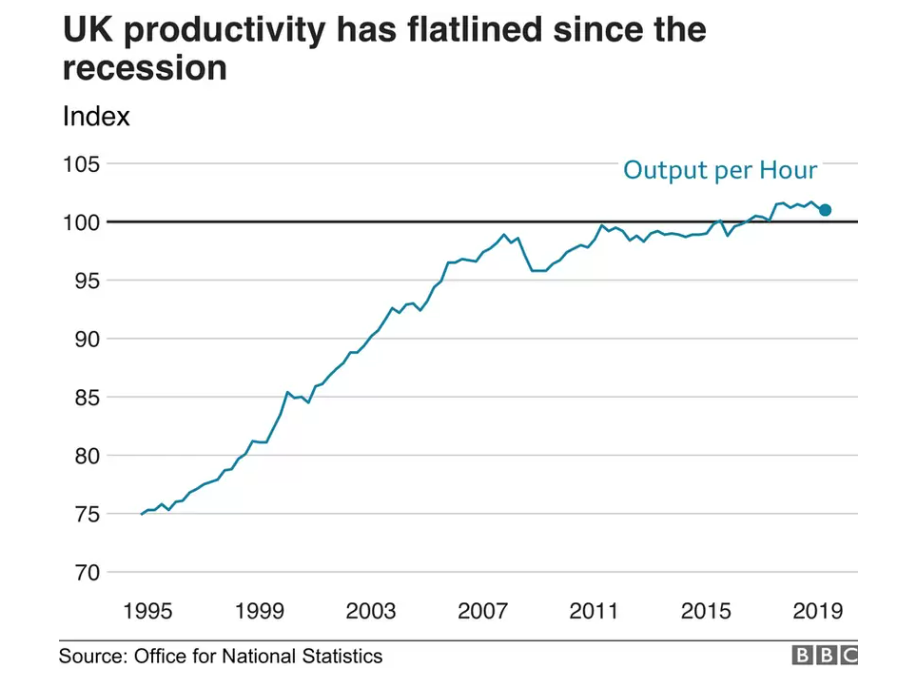 UK productivity has flatlined since the
recession
Index
105
Output per Hour
100
95
90
85
80
75
70
1995 1999 2003 2007 2011 2015 2019
Source: Office for National Statistics
BBC